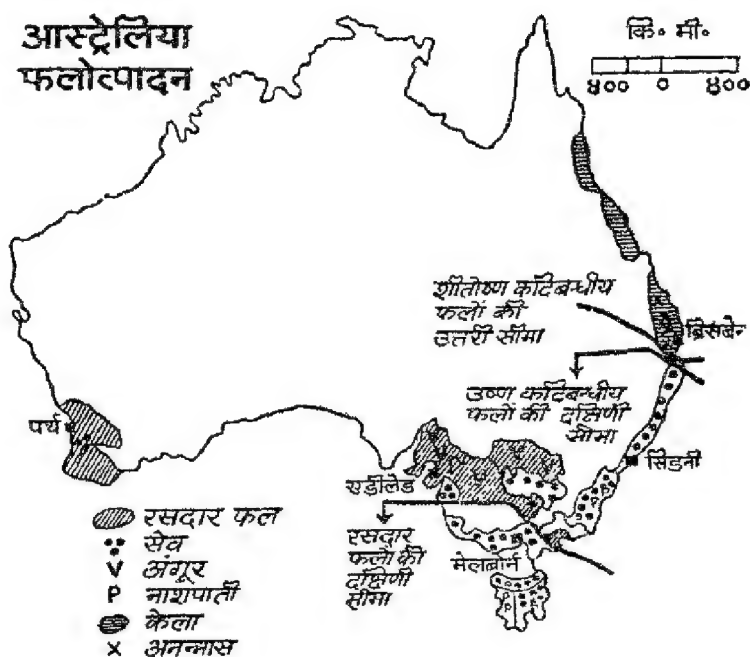 आस्ट्रेलिया
फलोत्पादन
कि॰ मी॰
४०० ० ४००
शीतोष्ण कटिबन्धीय
फलों की
उत्तरी सीमा
ब्रिसबेन
उष्ण कटिबन्धीय
फलों की दक्षिणी
सीमा
पर्थ
सिडनी
एडीलेड
रसदार
फलों की
दक्षिणी
सीमा
मेलबोर्न
रसदार फल
सेव
V अंगूर
P नाशपाती
केला
x अनन्नास